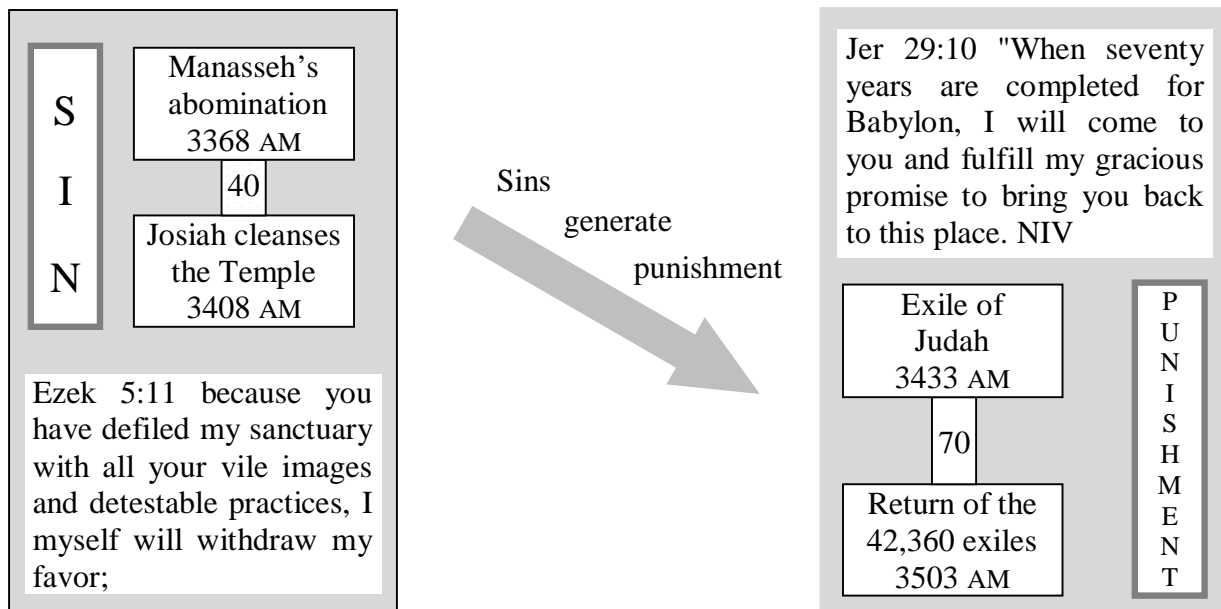 S
I
N
Manasseh's
abomination
3368 AM
40
Josiah cleanses
the Temple
3408 AM
Ezek 5:11 because you
have defiled my sanctuary
with all your vile images
and detestable practices, I
myself will withdraw my
favor;
Sins
generate
punishment
Jer 29:10 "When seventy
years are completed for
Babylon, I will come to
you and fulfill my gracious
promise to bring you back
to this place. NIV
Exile of
Judah
3433 AM
70
Return of the
42,360 exiles
3503 AM
P
U
N
I
S
H
M
E
N
T